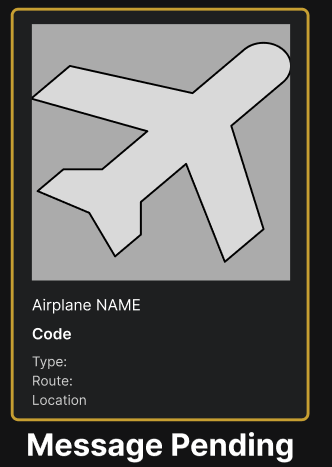 Airplane NAME
Code
Type:
Route:
Location
Message Pending